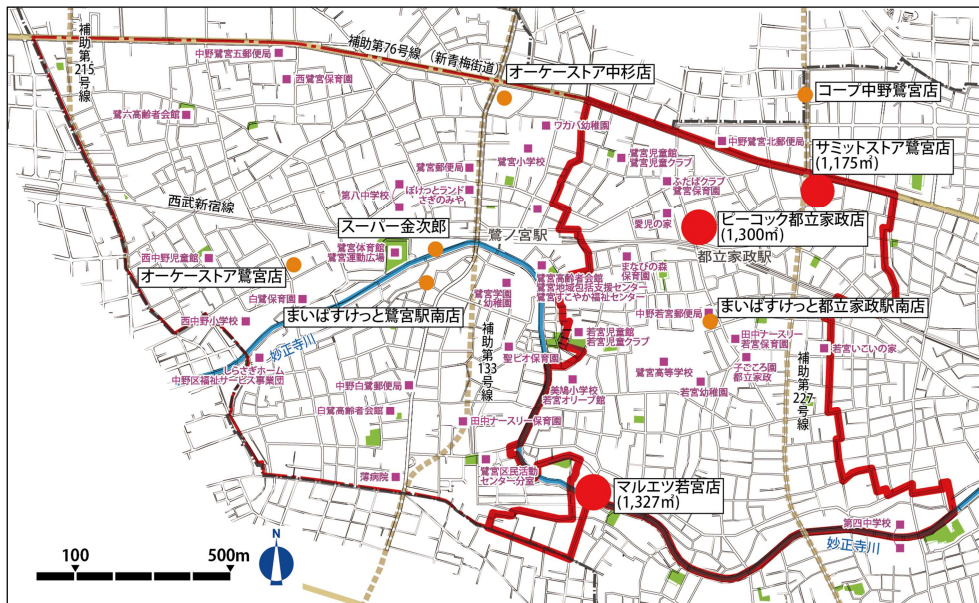 補助第215号線
中野鷺宮五郵便局
補助第76号線(新青梅街道)
西鷺宮保育園
オーケーストア中杉店
コープ中野鷺宮店
鷺六高齢者会館
ワカバ幼稚園
中野鷺宮北郵便局
サミットストア鷺宮店
(1,175㎡)
鷺宮小学校
鷺宮児童館
鷺宮児童クラブ
鷺宮郵便局
ふたばクラブ
鷺宮保育園
第八中学校
ぽけっとランド
さぎのみや
西武新宿線
愛児の家
ピーコック都立家政店
(1,300㎡)
スーパー金次郎
鷺ノ宮駅
都立家政駅
鷺宮体育館
鷺宮運動広場
西中野児童館
まなびの森
保育園
オーケーストア鷺宮店
鷺宮高齢者会館
鷺宮地域包括支援センター
鷺宮すこやか福祉センター
鷺宮学園
幼稚園
白鷺保育園
まいばすけっと鷺宮駅南店
中野若宮郵便局
まいばすけっと都立家政駅南店
西中野小学校
若宮児童館
若宮児童クラブ
田中ナースリー
若宮保育園
若宮いこいの家
妙正寺川
聖ピオ保育園
補助第133号線
鷺宮高等学校
子ごころ園
都立家政
補助第227号線
しらさぎホーム
中野区福祉サービス事業団
中野白鷺郵便局
美鳩小学校
若宮オリーブ館
若宮幼稚園
白鷺高齢者会館
田中ナースリー保育園
鷺宮区民活動
センター分室
薄病院
マルエツ若宮店
(1,327㎡)
第四中学校
妙正寺川
100
500m
N